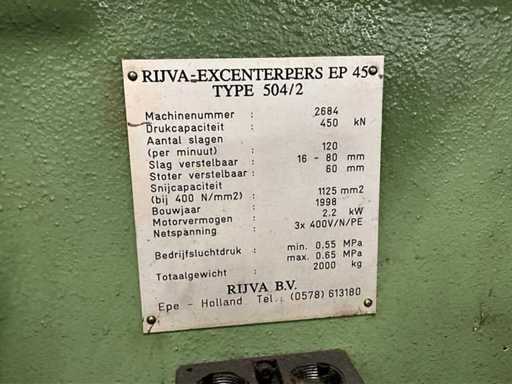 RIJVA-EXCENTERPERS EP 45
TYPE 504/2
Machinenummer : 2684
Drukcapaciteit : 450 kN
Aantal slagen
(per minuut) : 120
Slag verstelbaar : 16 - 80 mm
Stoter verstelbaar : 60 mm
Snijcapaciteit
(bij 400 N/mm2) : 1125 mm2
Bouwjaar : 1998
Motorvermogen : 2.2 kW
Netspanning : 3x 400V/N/PE
Bedrijfsluchtdruk : min. 0.55 MPa
max. 0.65 MPa
Totaalgewicht : 2000 kg
RIJVA B.V.
Epe - Holland Tel.: (0578) 613180